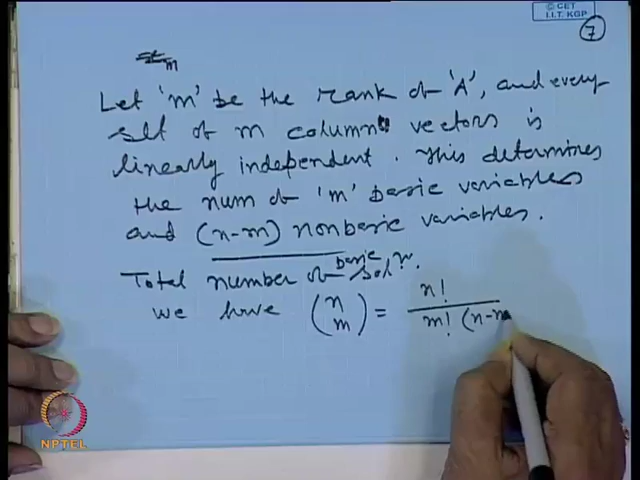 © CET
I.I.T. KGP
7
Let 'm' be the rank of 'A', and every
set of m column vectors is
linearly independent. This determines
the num of 'm' basic variables
and (n-m) nonbasic variables.
Total number of basic solⁿ.
we have (n m) = n! / m! (n-m
NPTEL